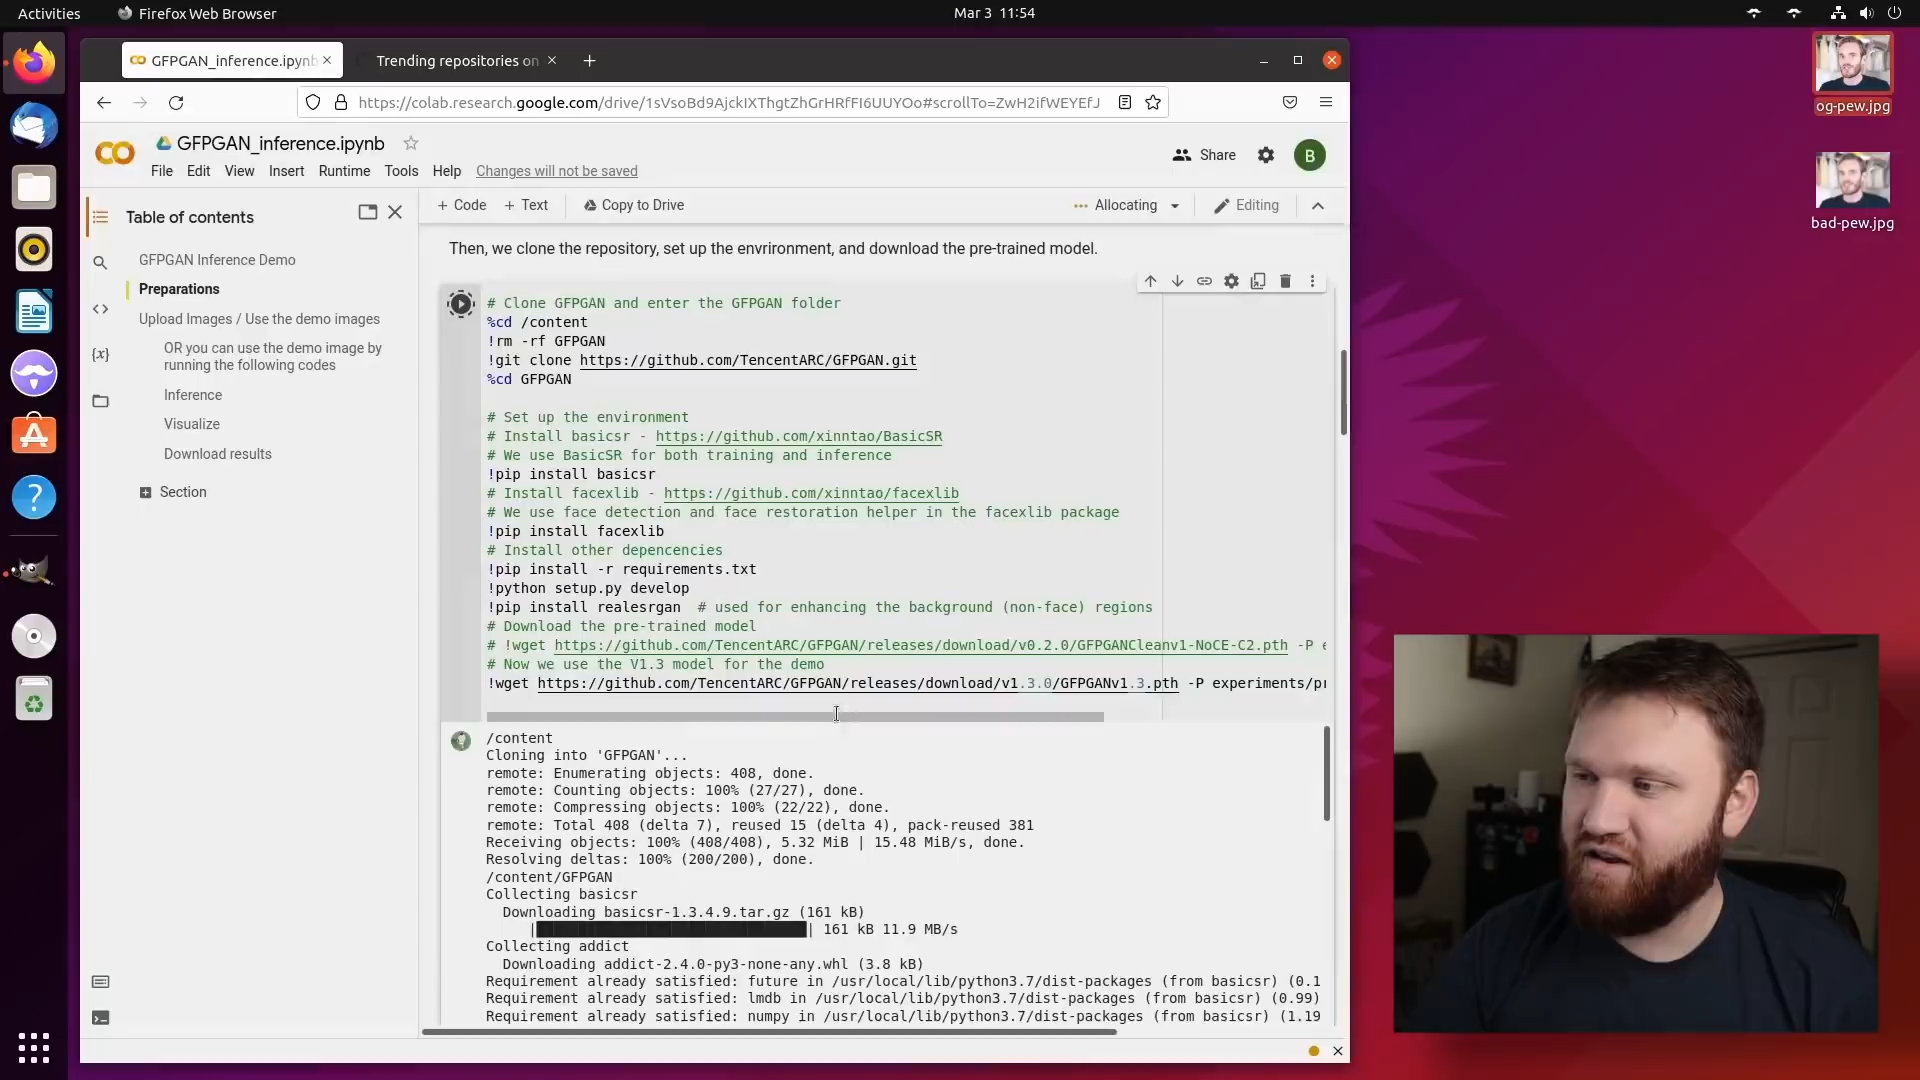 Activities
Firefox Web Browser
Mar 3 11:54
GFPGAN_inference.ipynb
Trending repositories on
https://colab.research.google.com/drive/1sVsoBd9AjckIXThgtZhGrHRfFI6UUYOo#scrollTo=ZwH2ifWEYEfJ
GFPGAN_inference.ipynb
Share
B
File Edit View Insert Runtime Tools Help Changes will not be saved
Table of contents
+ Code + Text Copy to Drive
Allocating
Editing
GFPGAN Inference Demo
Preparations
Upload Images / Use the demo images
OR you can use the demo image by
running the following codes
Inference
Visualize
Download results
Section
Then, we clone the repository, set up the envrironment, and download the pre-trained model.
# Clone GFPGAN and enter the GFPGAN folder
%cd /content
!rm -rf GFPGAN
!git clone https://github.com/TencentARC/GFPGAN.git
%cd GFPGAN
# Set up the environment
# Install basicsr - https://github.com/xinntao/BasicSR
# We use BasicSR for both training and inference
!pip install basicsr
# Install facexlib - https://github.com/xinntao/facexlib
# We use face detection and face restoration helper in the facexlib package
!pip install facexlib
# Install other depencencies
!pip install -r requirements.txt
!python setup.py develop
!pip install realesrgan # used for enhancing the background (non-face) regions
# Download the pre-trained model
# !wget https://github.com/TencentARC/GFPGAN/releases/download/v0.2.0/GFPGANCleanv1-NoCE-C2.pth -P e
# Now we use the V1.3 model for the demo
!wget https://github.com/TencentARC/GFPGAN/releases/download/v1.3.0/GFPGANv1.3.pth -P experiments/pr
/content
Cloning into 'GFPGAN'...
remote: Enumerating objects: 408, done.
remote: Counting objects: 100% (27/27), done.
remote: Compressing objects: 100% (22/22), done.
remote: Total 408 (delta 7), reused 15 (delta 4), pack-reused 381
Receiving objects: 100% (408/408), 5.32 MiB | 15.48 MiB/s, done.
Resolving deltas: 100% (200/200), done.
/content/GFPGAN
Collecting basicsr
Downloading basicsr-1.3.4.9.tar.gz (161 kB)
| | 161 kB 11.9 MB/s
Collecting addict
Downloading addict-2.4.0-py3-none-any.whl (3.8 kB)
Requirement already satisfied: future in /usr/local/lib/python3.7/dist-packages (from basicsr) (0.1
Requirement already satisfied: lmdb in /usr/local/lib/python3.7/dist-packages (from basicsr) (0.99)
Requirement already satisfied: numpy in /usr/local/lib/python3.7/dist-packages (from basicsr) (1.19
og-pew.jpg
bad-pew.jpg